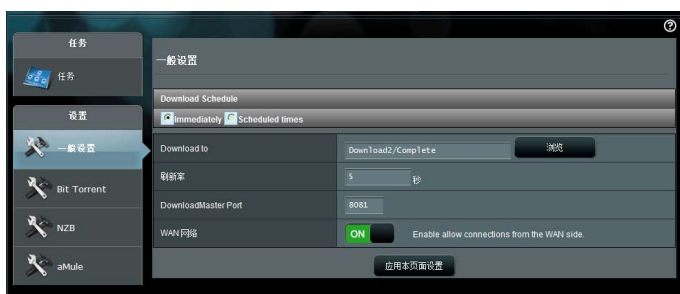 任务
任务
设置
一般设置
Bit Torrent
NZB
aMule
一般设置
Download Schedule
Immediately Scheduled times
Download to Download2/Complete 浏览
刷新率 5 秒
DownloadMaster Port 8081
WAN 网络 ON Enable allow connections from the WAN side.
应用本页面设置